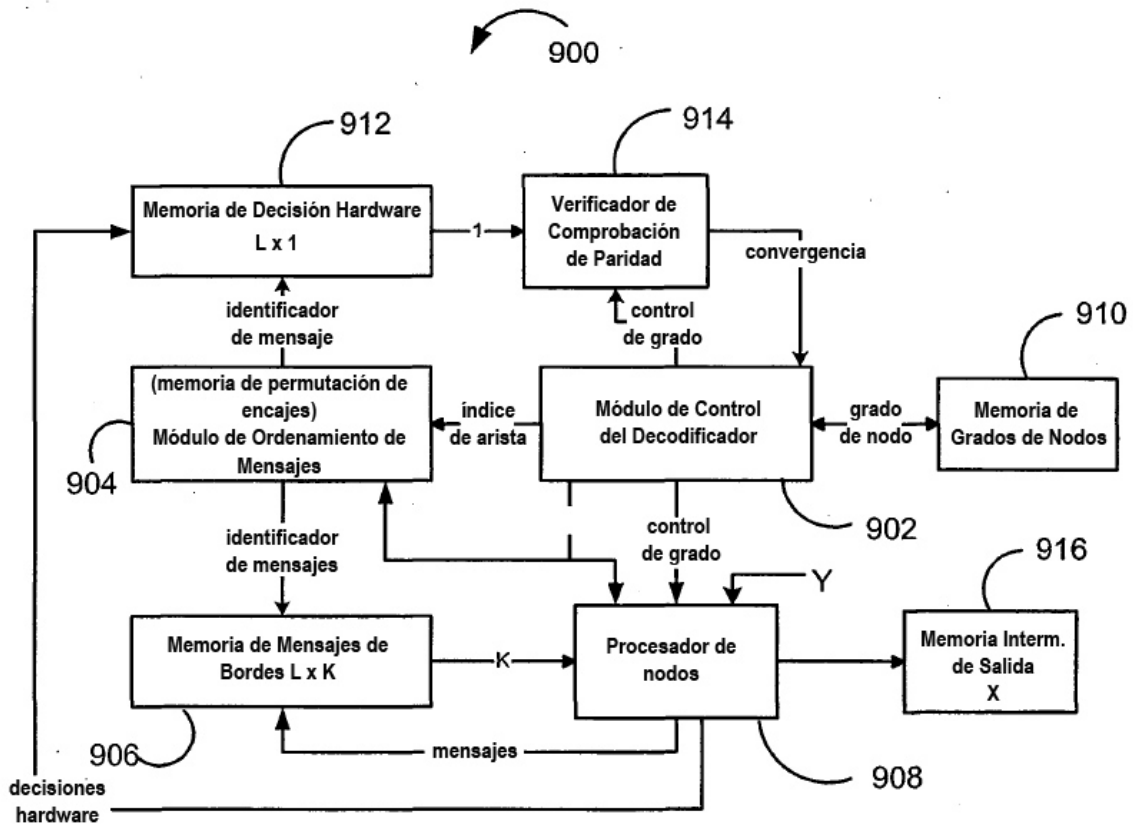 900
912
914
Memoria de Decisión Hardware
L x 1
1
Verificador de
Comprobación
de Paridad
convergencia
identificador
de mensaje
control
de grado
910
(memoria de permutación de
encajes)
Módulo de Ordenamiento de
Mensajes
índice
de arista
Módulo de Control
del Decodificador
grado
de nodo
Memoria de
Grados de Nodos
904
identificador
de mensajes
control
de grado
902
916
Y
Memoria de Mensajes de
Bordes L x K
K
Procesador de
nodos
Memoria Interm.
de Salida
X
906
mensajes
908
decisiones
hardware